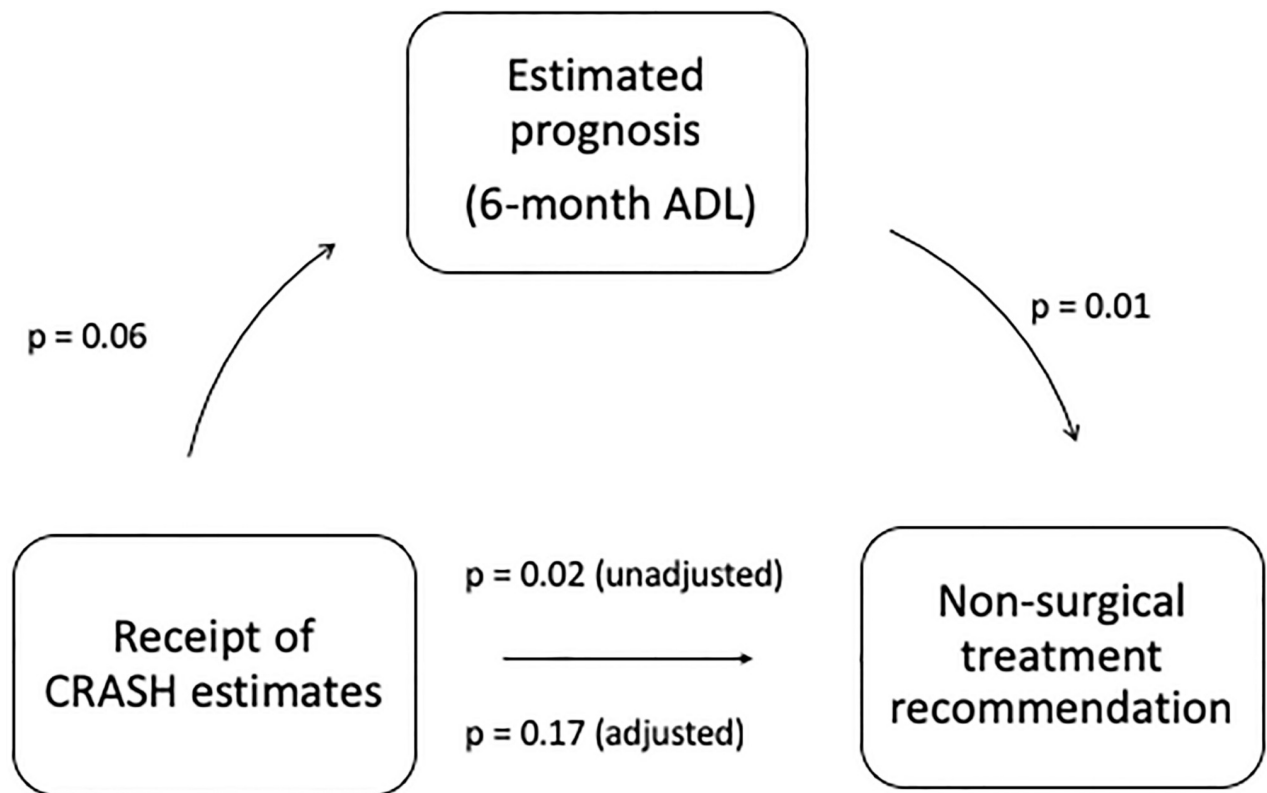 Estimated
prognosis
(6-month ADL)
p = 0.06
p = 0.01
Receipt of
CRASH estimates
p = 0.02 (unadjusted)
p = 0.17 (adjusted)
Non-surgical
treatment
recommendation